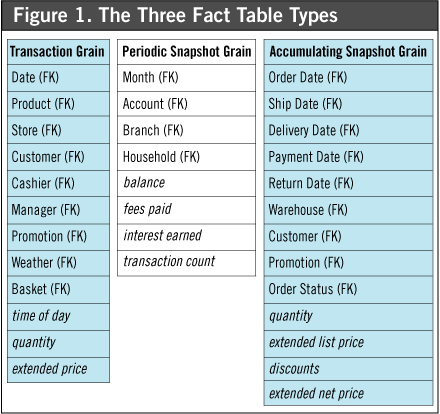 Figure 1. The Three Fact Table Types
Transaction Grain
Date (FK)
Product (FK)
Store (FK)
Customer (FK)
Cashier (FK)
Manager (FK)
Promotion (FK)
Weather (FK)
Basket (FK)
time of day
quantity
extended price
Periodic Snapshot Grain
Month (FK)
Account (FK)
Branch (FK)
Household (FK)
balance
fees paid
interest earned
transaction count
Accumulating Snapshot Grain
Order Date (FK)
Ship Date (FK)
Delivery Date (FK)
Payment Date (FK)
Return Date (FK)
Warehouse (FK)
Customer (FK)
Promotion (FK)
Order Status (FK)
quantity
extended list price
discounts
extended net price